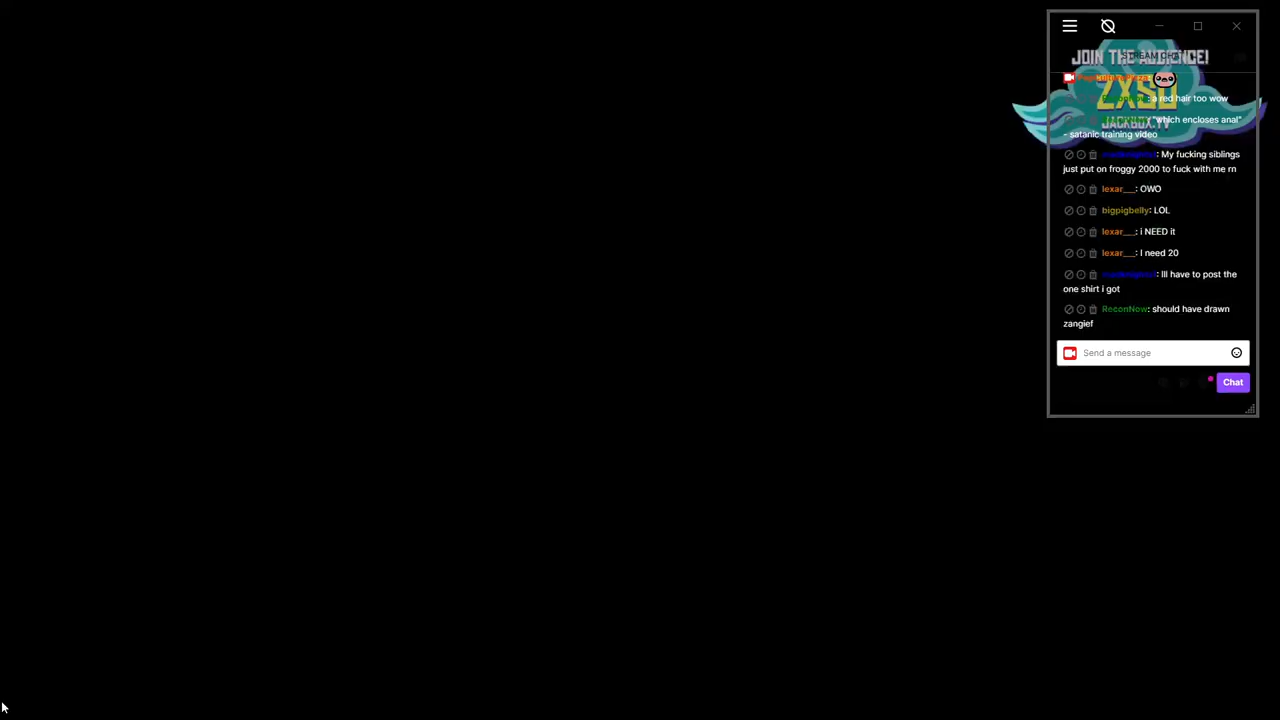 JOIN THE AUDIENCE!
JACKBOX.TV
: a red hair too wow
"which encloses anal"
- satanic training video
: My fucking siblings
just put on froggy 2000 to fuck with me rn
lexar__: OWO
bigpigbelly: LOL
lexar__: i NEED it
lexar__: I need 20
: Ill have to post the
one shirt i got
ReconNow: should have drawn
zangief
Send a message
Chat